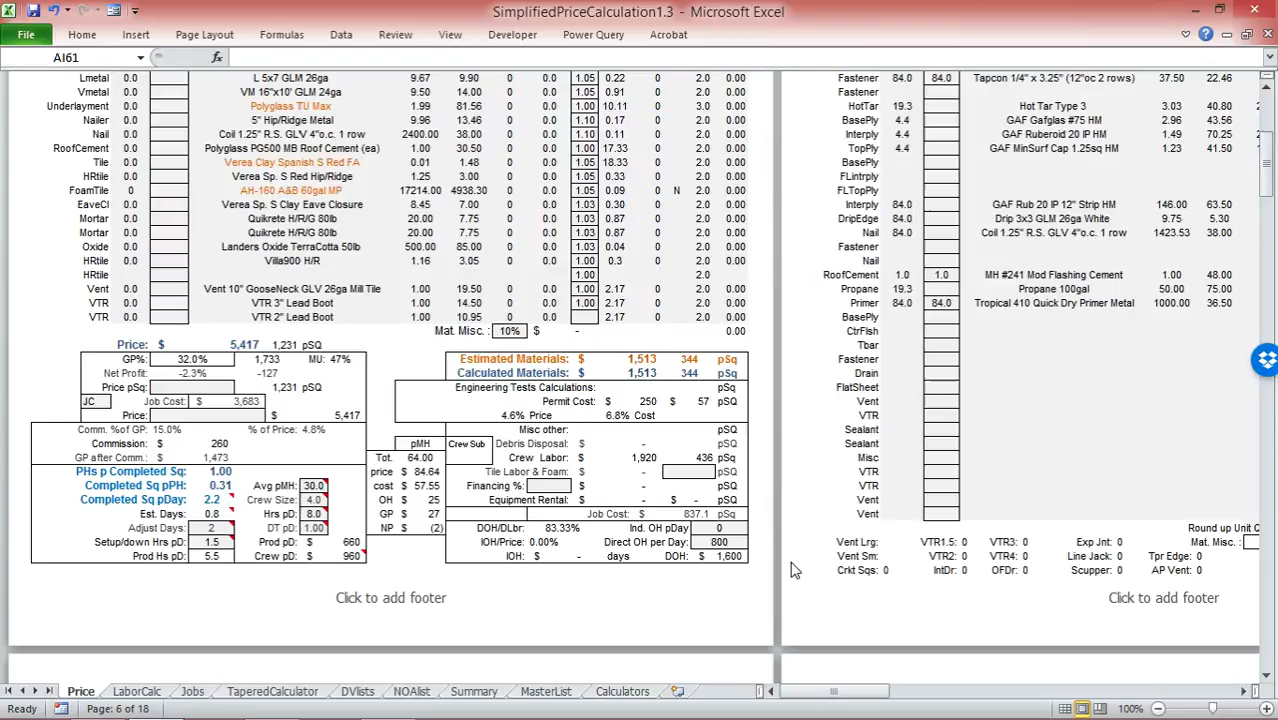 SimplifiedPriceCalculation1.3 - Microsoft Excel
File Home Insert Page Layout Formulas Data Review View Developer Power Query Acrobat
AI61 fx
Lmetal 0.0 L 5x7 GLM 26ga 9.67 9.90 0 0.0 1.05 0.22 0 2.0 0.00
Vmetal 0.0 VM 16"x10' GLM 24ga 9.50 14.00 0 0.0 1.05 0.91 0 2.0 0.00
Underlayment 0.0 Polyglass TU Max 1.99 81.56 0 0.0 1.10 10.11 0 3.0 0.00
Nailer 0.0 5" Hip/Ridge Metal 9.96 13.46 0 0.0 1.10 0.17 0 2.0 0.00
Nail 0.0 Coil 1.25" R.S. GLV 4"o.c. 1 row 2400.00 38.00 0 0.0 1.10 0.11 0 2.0 0.00
RoofCement 0.0 Polyglass PG500 MB Roof Cement (ea) 1.00 30.50 0 0.0 1.00 17.33 0 2.0 0.00
Tile 0.0 Verea Clay Spanish S Red FA 0.01 1.48 0 0.0 1.05 18.33 0 2.0 0.00
HRtile 0.0 Verea Sp. S Red Hip/Ridge 1.25 3.00 0 0.0 1.05 0.33 0 2.0 0.00
FoamTile 0 AH-160 A&B 60gal MP 17214.00 4938.30 0 0.0 1.05 0.09 N 2.0 0.00
EaveCl 0.0 Verea Sp. S Clay Eave Closure 8.45 7.00 0 0.0 1.03 0.30 0 2.0 0.00
Mortar 0.0 Quikrete H/R/G 80lb 20.00 7.75 0 0.0 1.03 0.87 0 2.0 0.00
Mortar 0.0 Quikrete H/R/G 80lb 20.00 7.75 0 0.0 1.03 0.87 0 2.0 0.00
Oxide 0.0 Landers Oxide TerraCotta 50lb 500.00 85.00 0 0.0 1.03 0.04 0 2.0 0.00
HRtile 0.0 Villa900 H/R 1.16 3.05 0 0.0 1.00 0.3 0 2.0 0.00
HRtile 0.0 1.00 2.0 0.00
Vent 0.0 Vent 10" GooseNeck GLV 26ga Mill Tile 1.00 19.50 0 0.0 1.00 2.17 0 2.0 0.00
VTR 0.0 VTR 3" Lead Boot 1.00 14.50 0 0.0 1.00 2.17 0 2.0 0.00
VTR 0.0 VTR 2" Lead Boot 1.00 10.95 0 0.0 2.17 0 2.0 0.00
Mat. Misc. : 10% $ - 0.00
Price: $ 5,417 1,231 pSq
GP%: 32.0% 1,733 MU: 47%
Net Profit: -2.3% -127
Price pSq: 1,231 pSQ
JC Job Cost: $ 3,683
Price: $ 5,417
Comm. %of GP: 15.0% % of Price: 4.8%
Commission: 260
GP after Comm.: 1,473
PHs p Completed Sq: 1.00
Completed Sq pPH: 0.31 Avg pMH: 30.0
Completed Sq pDay: 2.2 Crew Size: 4.0
Est. Days: 0.8 Hrs pD: 8.0
Adjust Days: 2 DT pD: 1.00
Setup/down Hrs pD: 1.5 Prod pD: $ 660
Prod Hs pD: 5.5 Crew pD: $ 960
pMH Crew Sub
Tot. 64.00
price $ 84.64
cost $ 57.55
OH $ 25
GP $ 27
NP $ (2)
Estimated Materials: $ 1,513 344 pSq
Calculated Materials: $ 1,513 344 pSq
Engineering Tests Calculations: pSq
Permit Cost: $ 250 $ 57 pSQ
4.6% Price 6.8% Cost
Misc other: pSQ
Debris Disposal: $ - pSQ
Crew Labor: 1,920 436 pSQ
Tile Labor & Foam: $ - pSQ
Financing %: $ - pSQ
Equipment Rental: $ - $ - pSQ
Job Cost: $ 837.1 pSQ
DOH/DLbr: 83.33% Ind. OH pDay 0
IOH/Price: 0.00% Direct OH per Day: 800
IOH: $ - days DOH: $ 1,600
Click to add footer
Fastener 84.0 84.0 Tapcon 1/4" x 3.25" (12"oc 2 rows) 37.50 22.46
Fastener
HotTar 19.3 Hot Tar Type 3 3.03 40.80
BasePly 4.4 GAF Gafglas #75 HM 2.96 43.56
Interply 4.4 GAF Ruberoid 20 IP HM 1.49 70.25
TopPly 4.4 GAF MinSurf Cap 1.25sq HM 1.23 41.50
BasePly
FLintrply
FLTopPly
Interply 84.0 GAF Rub 20 IP 12" Strip HM 146.00 63.50
DripEdge 84.0 Drip 3x3 GLM 26ga White 9.75 5.30
Nail 84.0 Coil 1.25" R.S. GLV 4"o.c. 1 row 1423.53 38.00
Fastener
Nail
RoofCement 1.0 1.0 MH #241 Mod Flashing Cement 1.00 48.00
Propane 19.3 Propane 100gal 50.00 75.00
Primer 84.0 84.0 Tropical 410 Quick Dry Primer Metal 1000.00 36.50
BasePly
CtrFlsh
Tbar
Fastener
Drain
FlatSheet
Vent
VTR
Sealant
Sealant
Misc
VTR
VTR
Vent
Vent
Round up Unit
Vent Lrg: VTR1.5: 0 VTR3: 0 Exp Jnt: 0 Mat. Misc. :
Vent Sm: VTR2: 0 VTR4: 0 Line Jack: 0 Tpr Edge: 0
Crkt Sqs: 0 IntDr: 0 OFDr: 0 Scupper: 0 AP Vent: 0
Click to add footer
Price LaborCalc Jobs TaperedCalculator DVlists NOAlist Summary MasterList Calculators
Ready Page: 6 of 18 100%